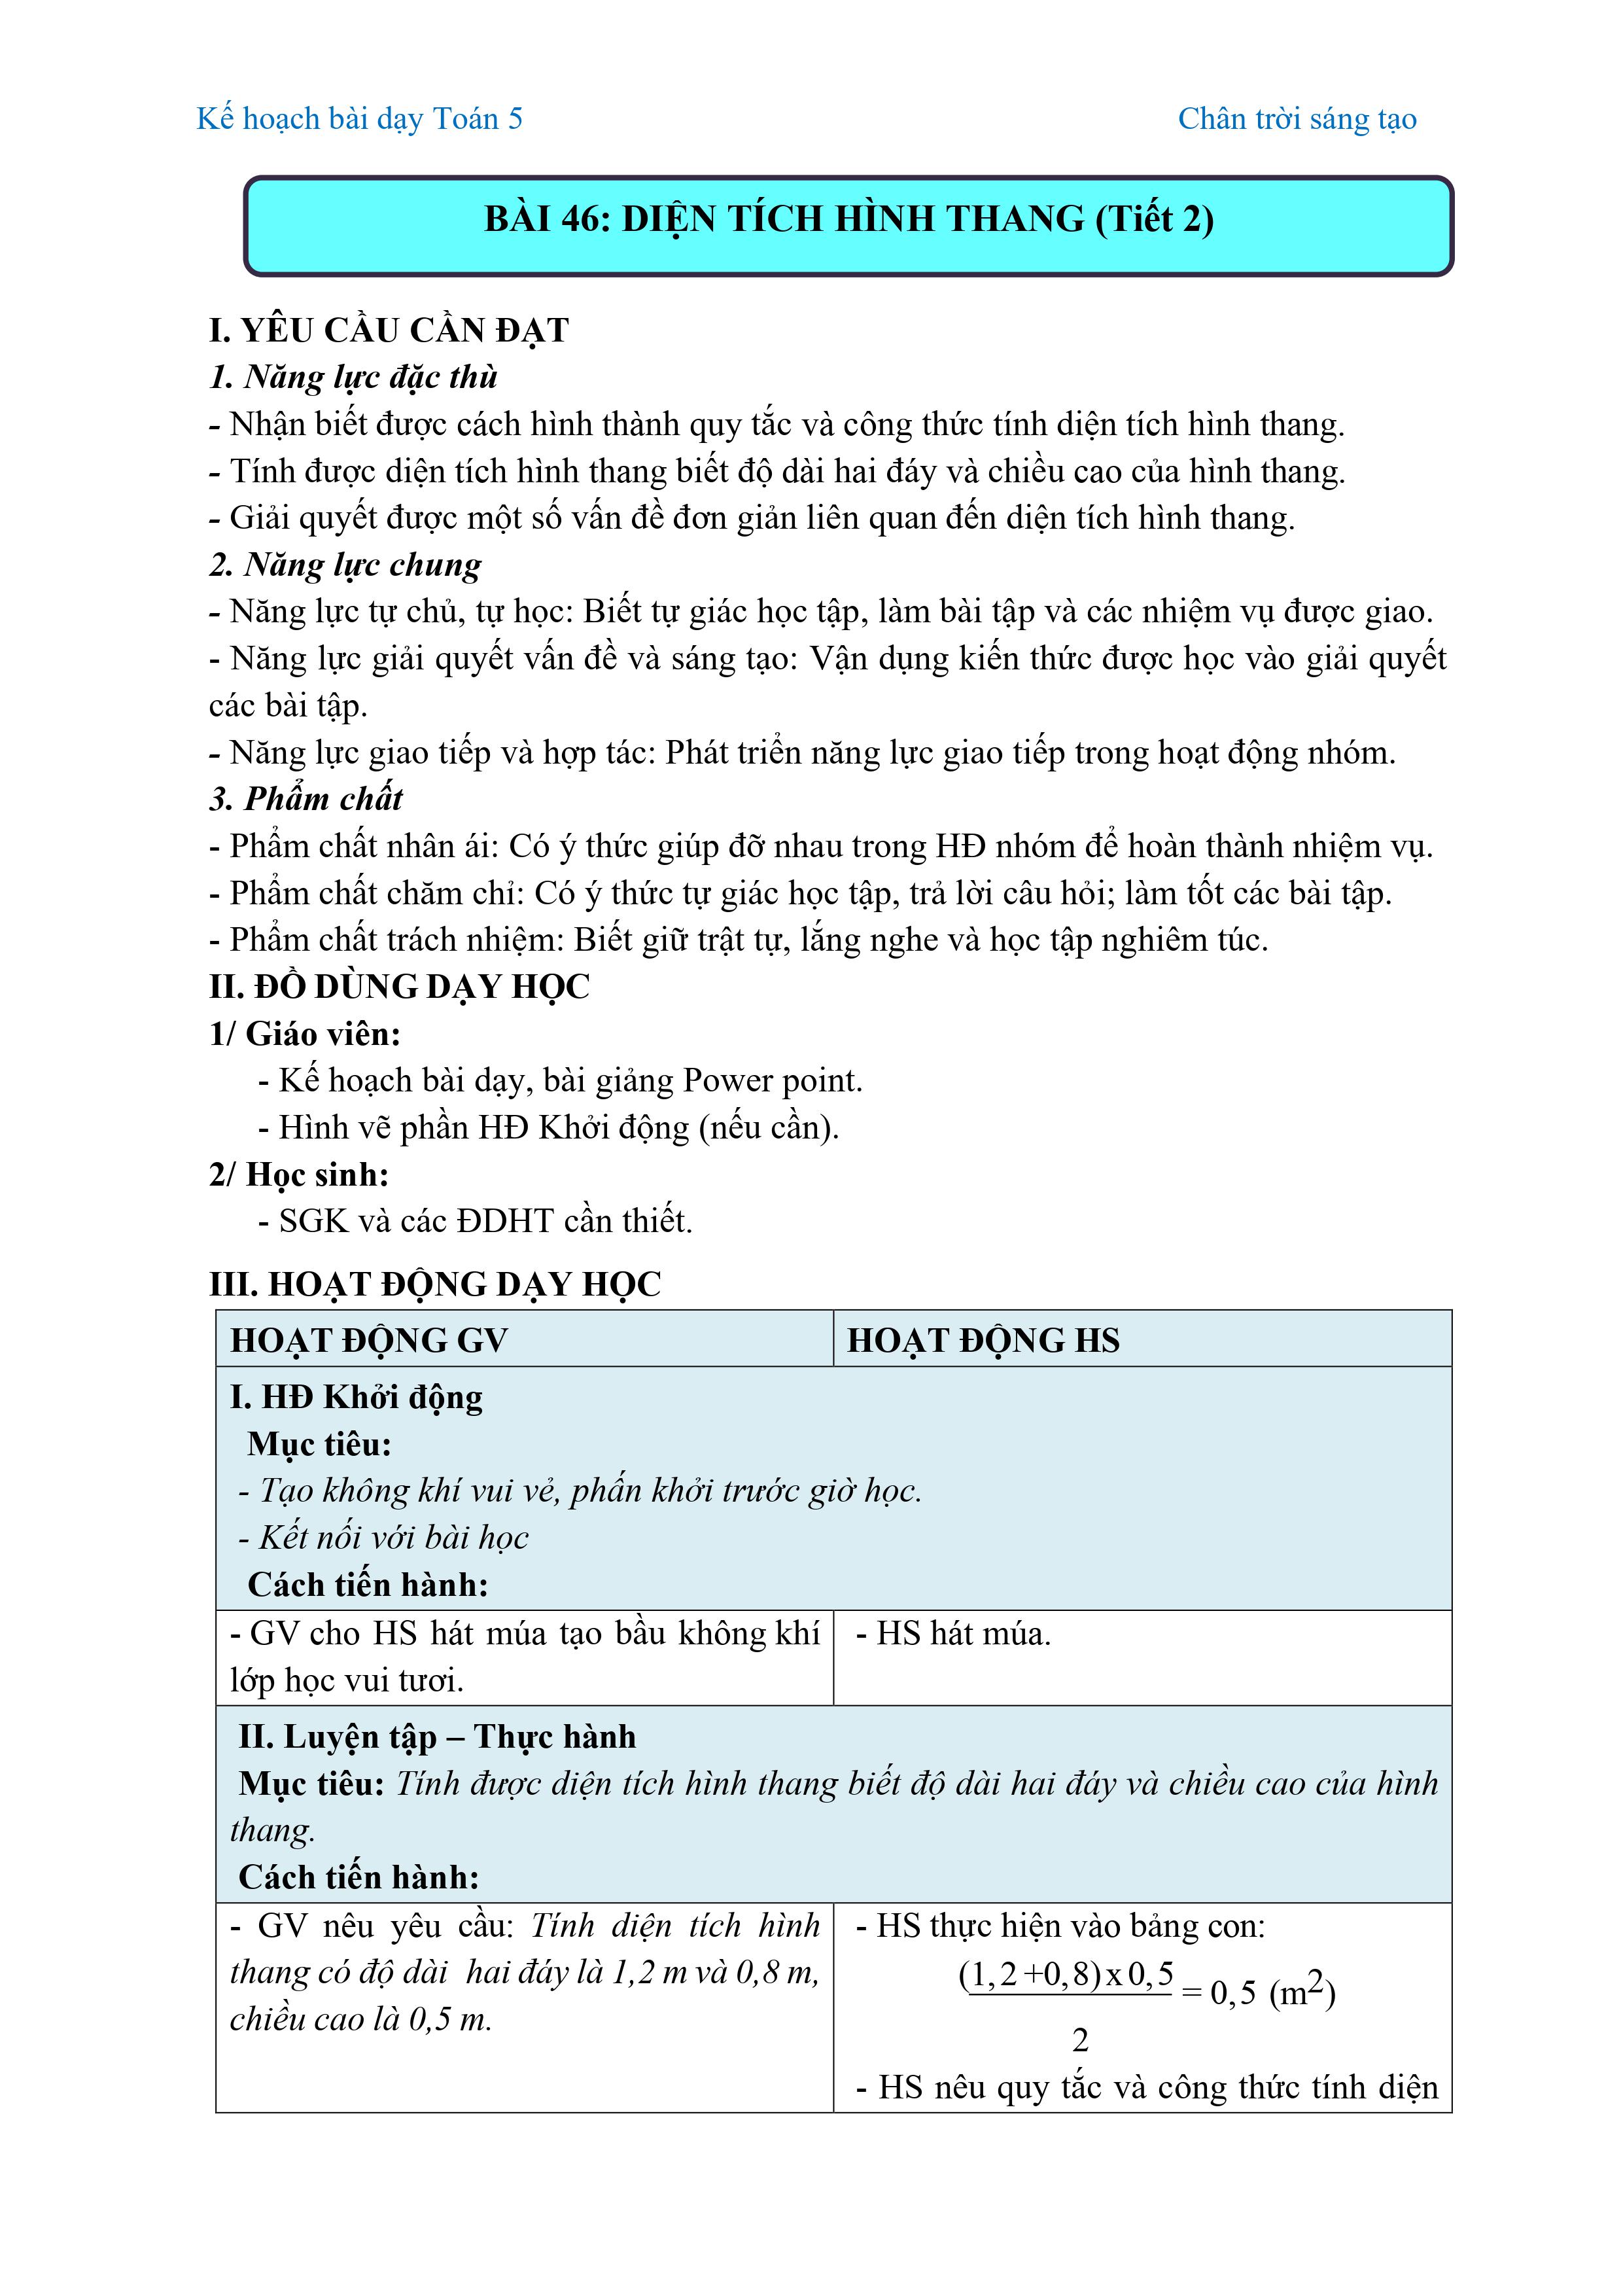 Kế hoạch bài dạy Toán 5 Chân trời sáng tạo
BÀI 46: DIỆN TÍCH HÌNH THANG (Tiết 2)
I. YÊU CẦU CẦN ĐẠT
1. Năng lực đặc thù
- Nhận biết được cách hình thành quy tắc và công thức tính diện tích hình thang.
- Tính được diện tích hình thang biết độ dài hai đáy và chiều cao của hình thang.
- Giải quyết được một số vấn đề đơn giản liên quan đến diện tích hình thang.
2. Năng lực chung
- Năng lực tự chủ, tự học: Biết tự giác học tập, làm bài tập và các nhiệm vụ được giao.
- Năng lực giải quyết vấn đề và sáng tạo: Vận dụng kiến thức được học vào giải quyết
các bài tập.
- Năng lực giao tiếp và hợp tác: Phát triển năng lực giao tiếp trong hoạt động nhóm.
3. Phẩm chất
- Phẩm chất nhân ái: Có ý thức giúp đỡ nhau trong HĐ nhóm để hoàn thành nhiệm vụ.
- Phẩm chất chăm chỉ: Có ý thức tự giác học tập, trả lời câu hỏi; làm tốt các bài tập.
- Phẩm chất trách nhiệm: Biết giữ trật tự, lắng nghe và học tập nghiêm túc.
II. ĐỒ DÙNG DẠY HỌC
1/ Giáo viên:
- Kế hoạch bài dạy, bài giảng Power point.
- Hình vẽ phần HĐ Khởi động (nếu cần).
2/ Học sinh:
- SGK và các ĐDHT cần thiết.
III. HOẠT ĐỘNG DẠY HỌC
HOẠT ĐỘNG GV
HOẠT ĐỘNG HS
I. HĐ Khởi động
Mục tiêu:
- Tạo không khí vui vẻ, phấn khởi trước giờ học.
- Kết nối với bài học
Cách tiến hành:
- GV cho HS hát múa tạo bầu không khí
lớp học vui tươi.
- HS hát múa.
II. Luyện tập – Thực hành
Mục tiêu: Tính được diện tích hình thang biết độ dài hai đáy và chiều cao của hình
thang.
Cách tiến hành:
- GV nêu yêu cầu: Tính diện tích hình
thang có độ dài hai đáy là 1,2 m và 0,8 m,
chiều cao là 0,5 m.
- HS thực hiện vào bảng con:
(1,2+0,8)x0,5 = 0,5 (m2)
2
- HS nêu quy tắc và công thức tính diện